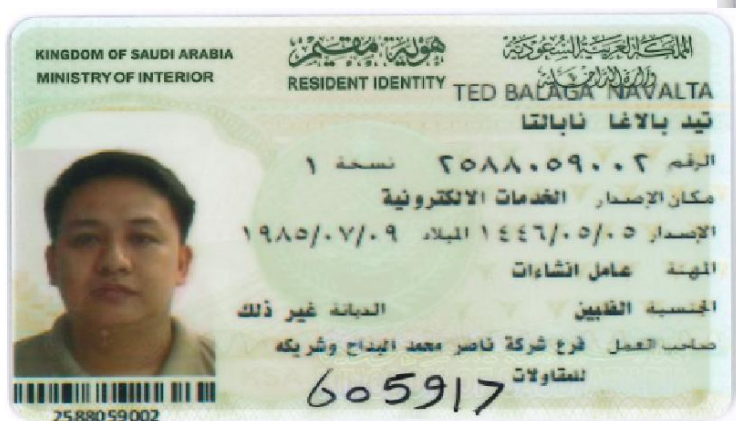 KINGDOM OF SAUDI ARABIA
MINISTRY OF INTERIOR
هوية مقيم
RESIDENT IDENTITY
المملكة العربية السعودية
وزارة الداخلية
TED BALAGA NAVALTA
تيد بالاغا نابالتا
الرقم ٢٥٨٨٠٥٩٠٠٢ نسخة ١
مكان الإصدار الخدمات الالكترونية
الإصدار ١٤٤٦/٠٥/٠٥ الميلاد ١٩٨٥/٠٧/٠٩
المهنة عامل انشاءات
الجنسية الفلبين الديانة غير ذلك
صاحب العمل فرع شركة ناصر محمد البداح وشريكه
للمقاولات
605917
2588059002